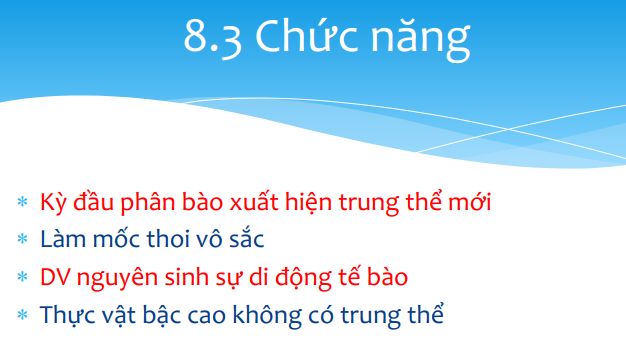 8.3 Chức năng
* Kỳ đầu phân bào xuất hiện trung thể mới
* Làm mốc thoi vô sắc
* DV nguyên sinh sự di động tế bào
* Thực vật bậc cao không có trung thể